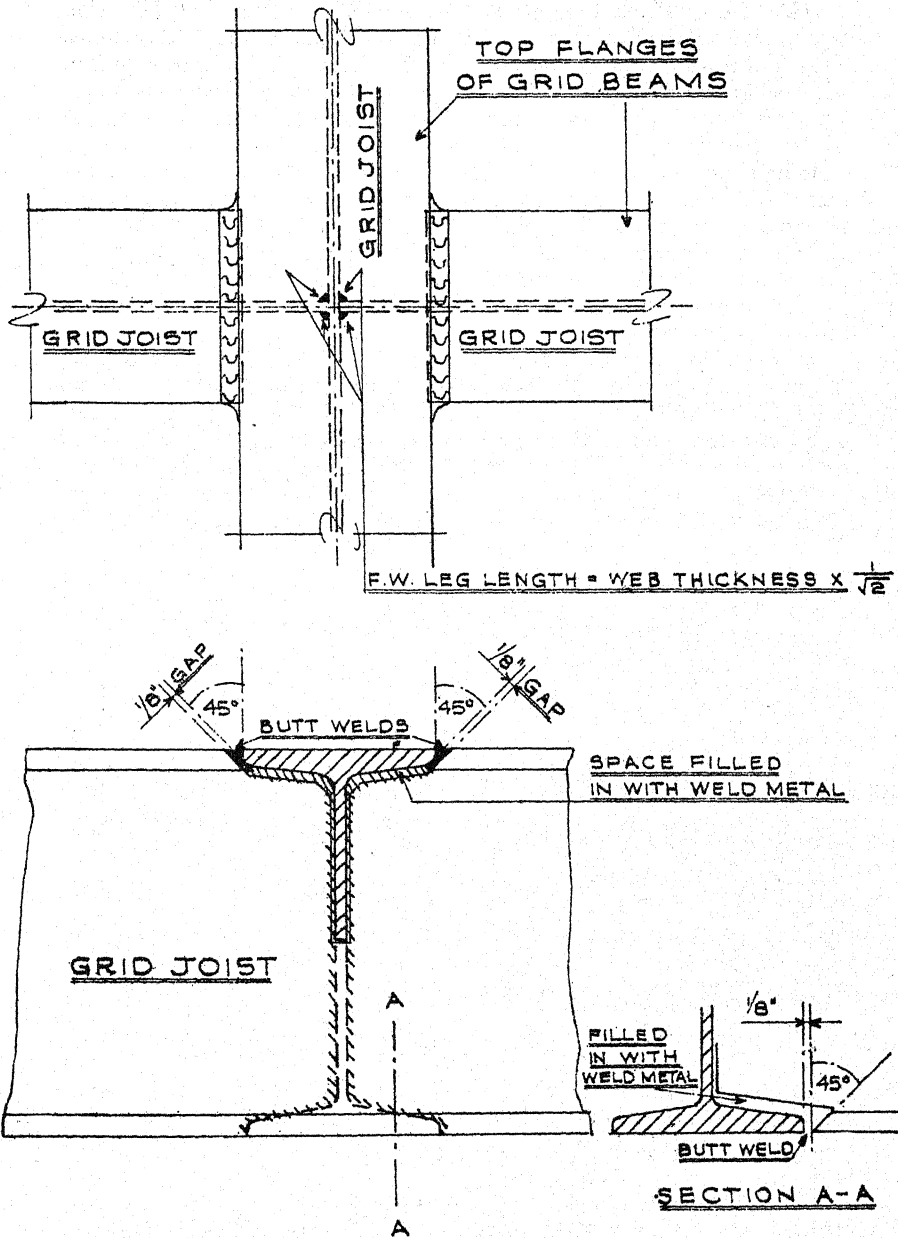 TOP FLANGES
OF GRID BEAMS
GRID JOIST
GRID JOIST
GRID JOIST
F.W. LEG LENGTH = WEB THICKNESS X 1/√2
1/8" GAP
45°
BUTT WELDS
45°
1/8" GAP
SPACE FILLED
IN WITH WELD METAL
GRID JOIST
A
A
1/8"
FILLED
IN WITH
WELD METAL
45°
BUTT WELD
SECTION A-A